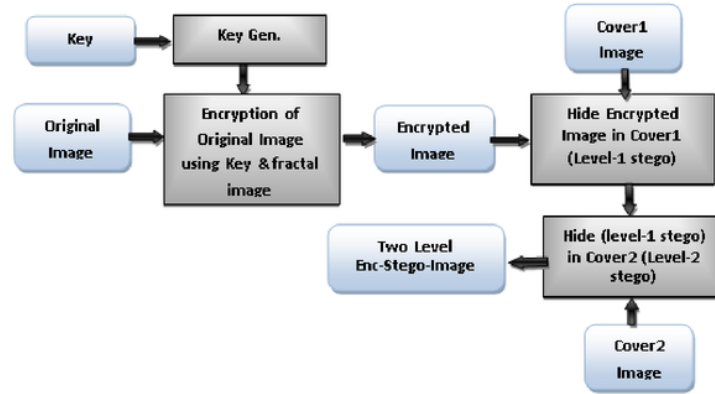 Key
Key Gen.
Cover1
Image
Original
Image
Encryption of
Original Image
using Key &fractal
image
Encrypted
Image
Hide Encrypted
Image in Cover1
(Level-1 stego)
Two Level
Enc-Stego-Image
Hide (level-1 stego)
in Cover2 (Level-2
stego)
Cover2
Image